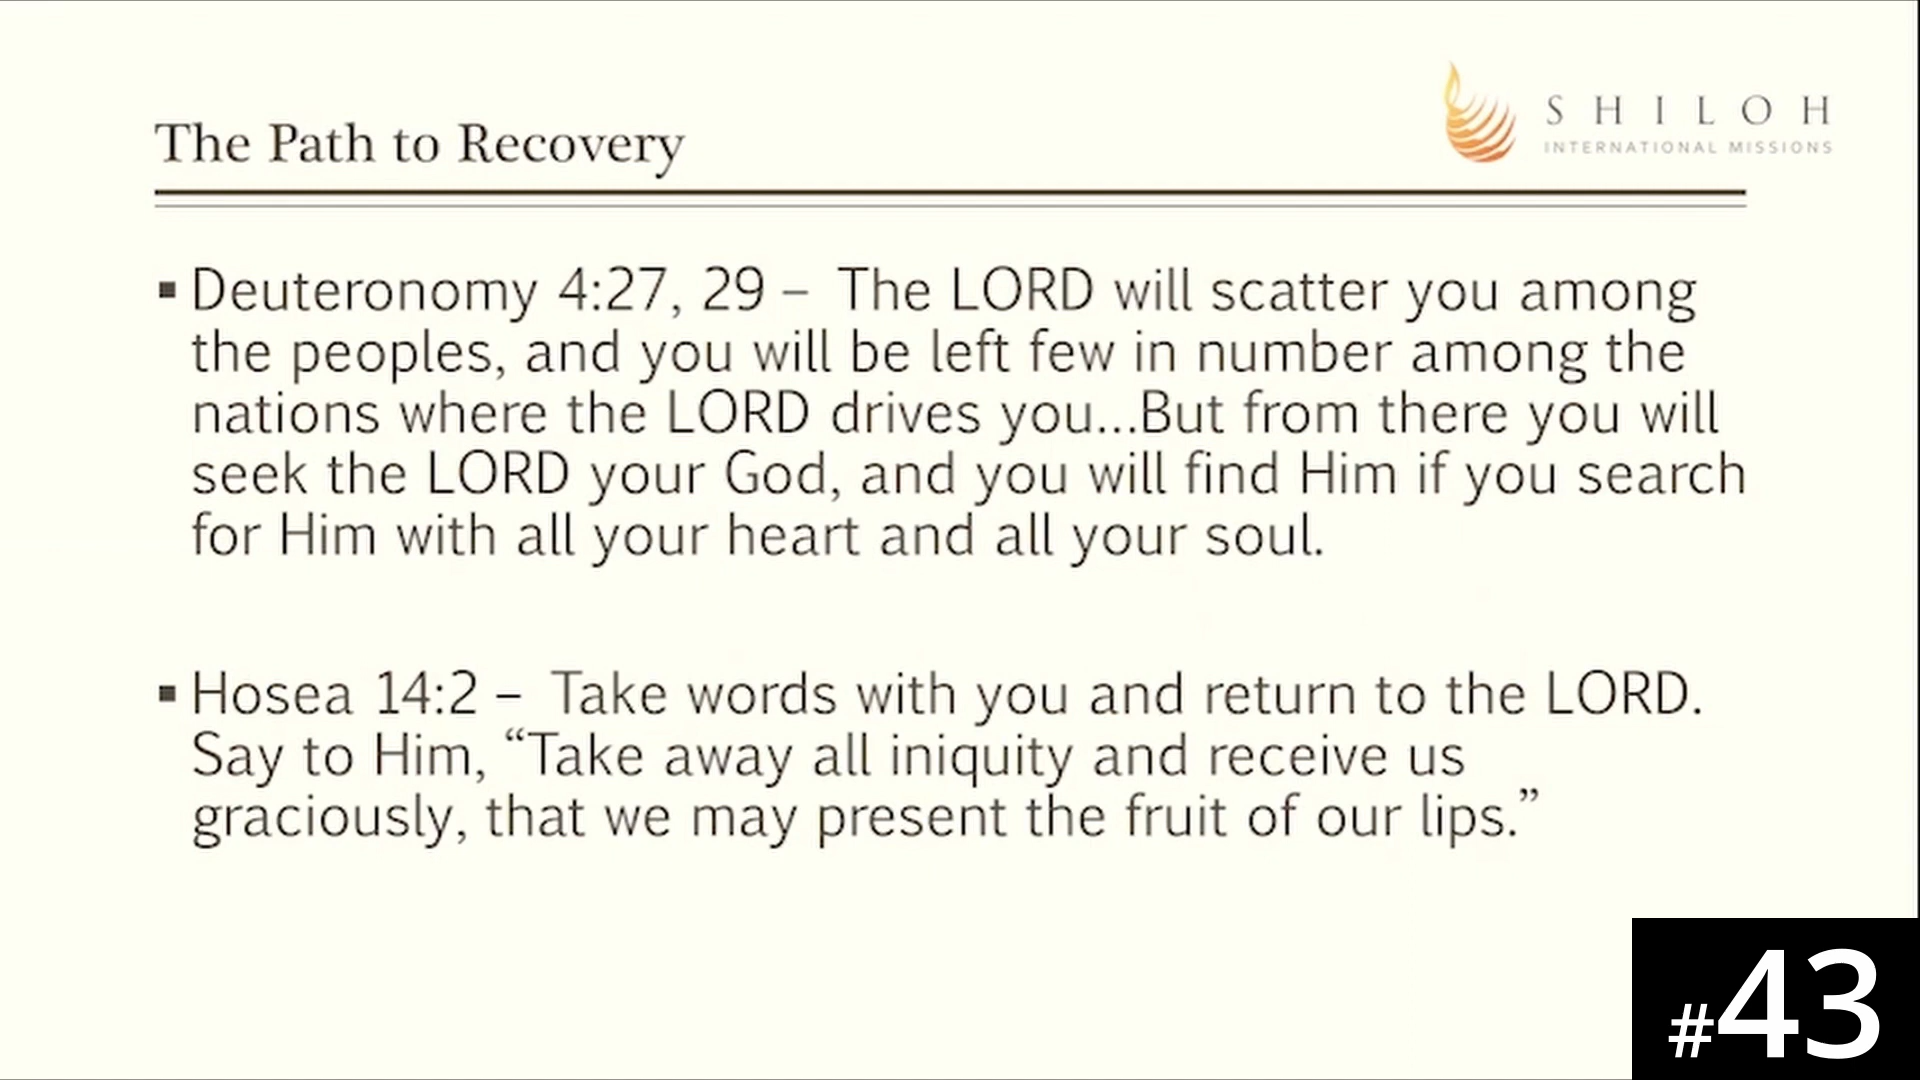 The Path to Recovery
SHILOH
INTERNATIONAL MISSIONS
▪ Deuteronomy 4:27, 29 – The LORD will scatter you among
the peoples, and you will be left few in number among the
nations where the LORD drives you...But from there you will
seek the LORD your God, and you will find Him if you search
for Him with all your heart and all your soul.
▪ Hosea 14:2 – Take words with you and return to the LORD.
Say to Him, “Take away all iniquity and receive us
graciously, that we may present the fruit of our lips.”
#43